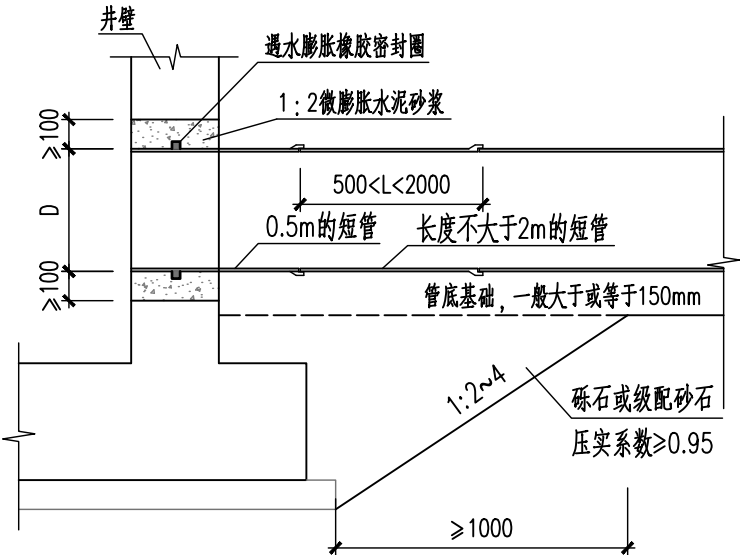 井壁
遇水膨胀橡胶密封圈
1：2微膨胀水泥砂浆
≥100
500<L<2000
D
0.5m的短管
长度不大于2m的短管
≥100
管底基础，一般大于或等于150mm
1:2~4
砾石或级配砂石
压实系数≥0.95
≥1000